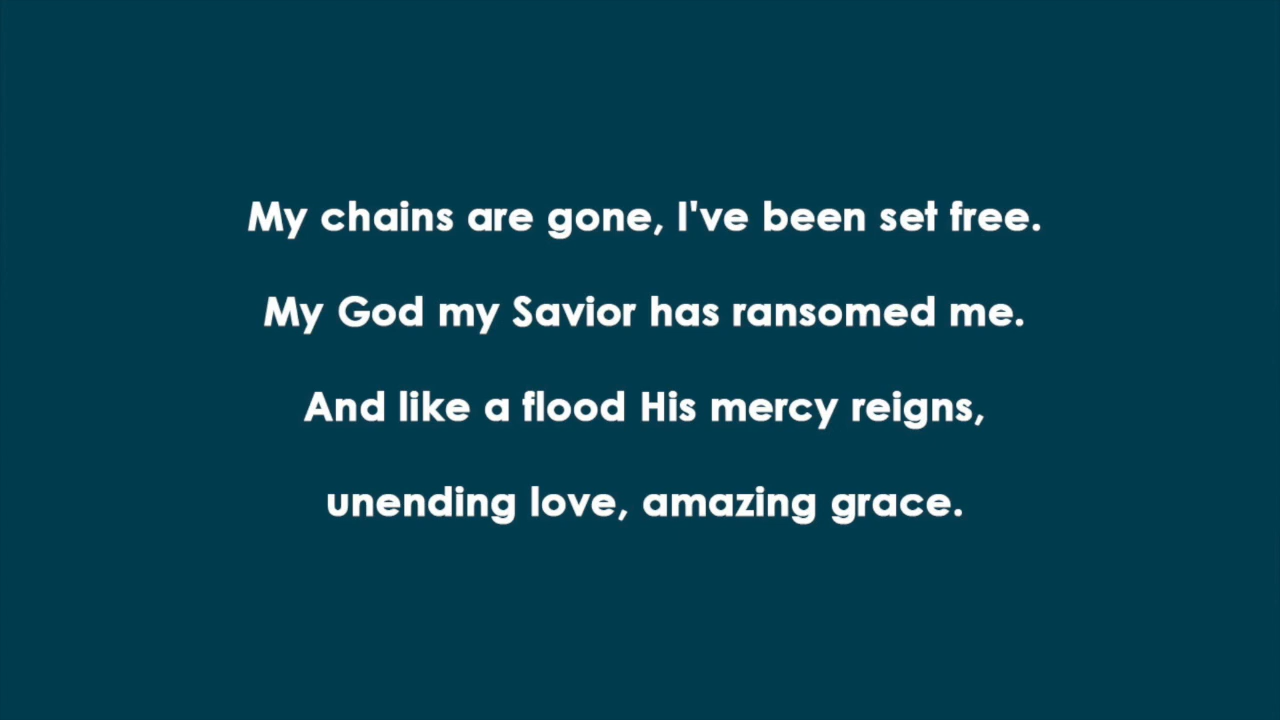 My chains are gone, I've been set free.
My God my Savior has ransomed me.
And like a flood His mercy reigns,
unending love, amazing grace.